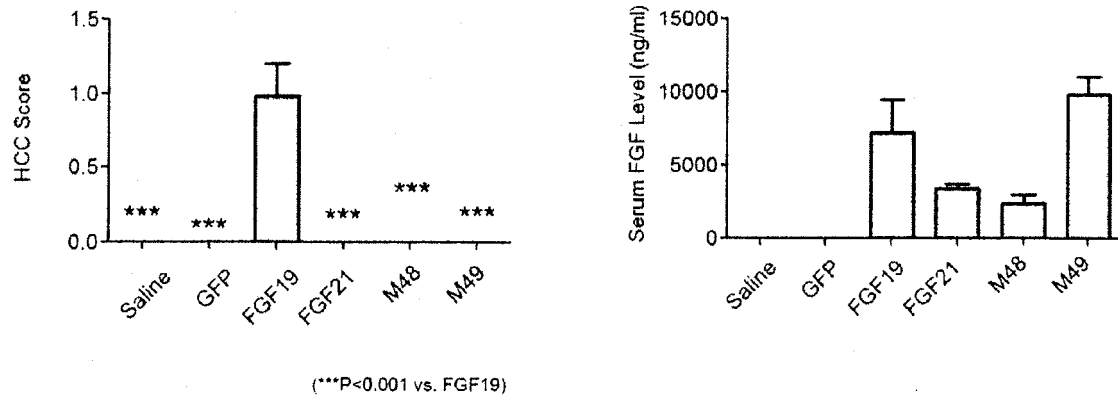 HCC Score
1.5
1.0
0.5
0.0
***
***
***
***
***
Saline
GFP
FGF19
FGF21
M48
M49
(***P<0.001 vs. FGF19)
Serum FGF Level (ng/ml)
15000
10000
5000
0
Saline
GFP
FGF19
FGF21
M48
M49